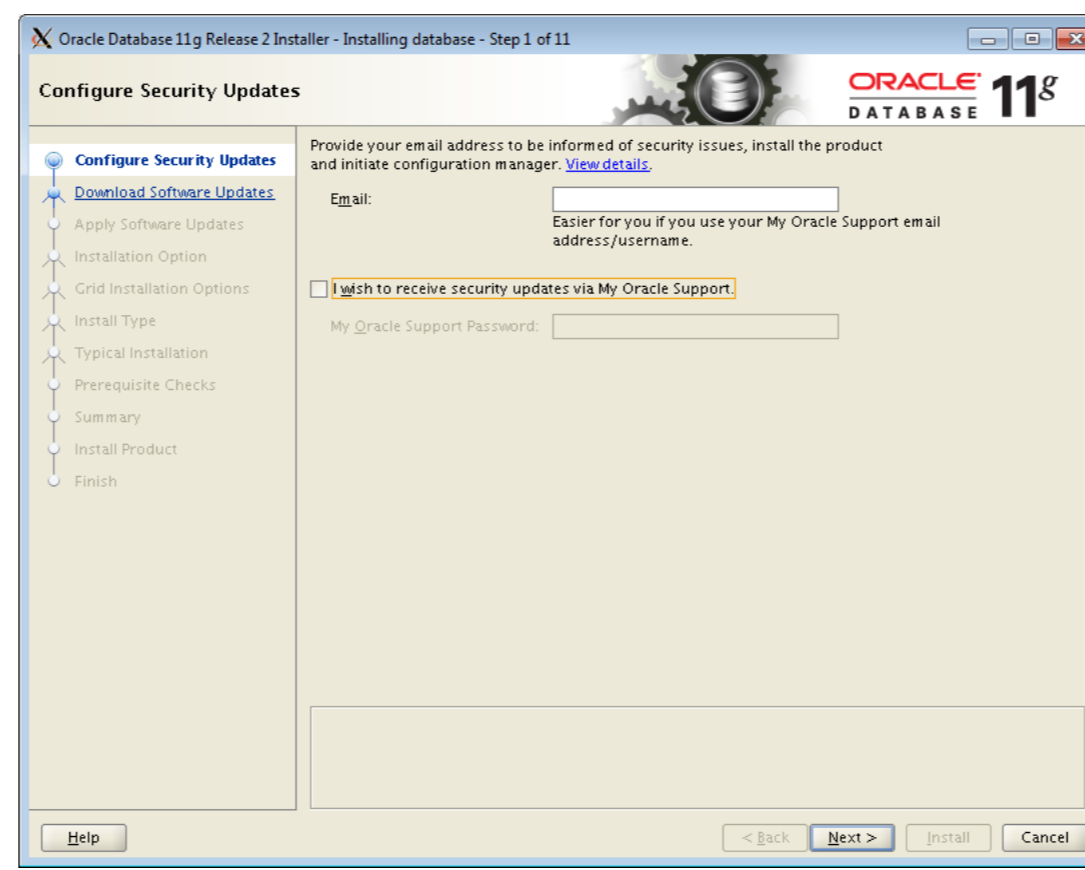 Oracle Database 11g Release 2 Installer - Installing database - Step 1 of 11
Configure Security Updates
ORACLE
DATABASE
11g
Configure Security Updates
Download Software Updates
Apply Software Updates
Installation Option
Grid Installation Options
Install Type
Typical Installation
Prerequisite Checks
Summary
Install Product
Finish
Provide your email address to be informed of security issues, install the product
and initiate configuration manager. View details.
Email:
Easier for you if you use your My Oracle Support email
address/username.
I wish to receive security updates via My Oracle Support.
My Oracle Support Password:
Help
< Back
Next >
Install
Cancel